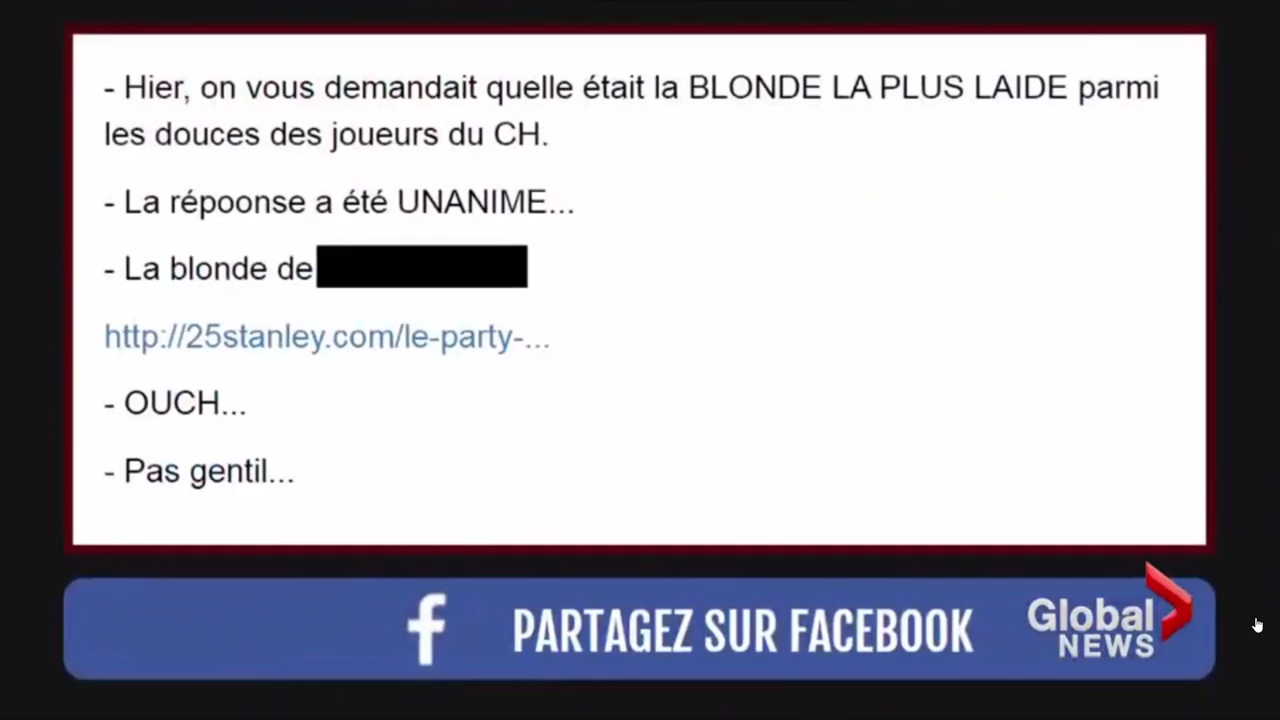 - Hier, on vous demandait quelle était la BLONDE LA PLUS LAIDE parmi
les douces des joueurs du CH.
- La répoonse a été UNANIME...
- La blonde de
http://25stanley.com/le-party-...
- OUCH...
- Pas gentil...
PARTAGEZ SUR FACEBOOK
Global
NEWS